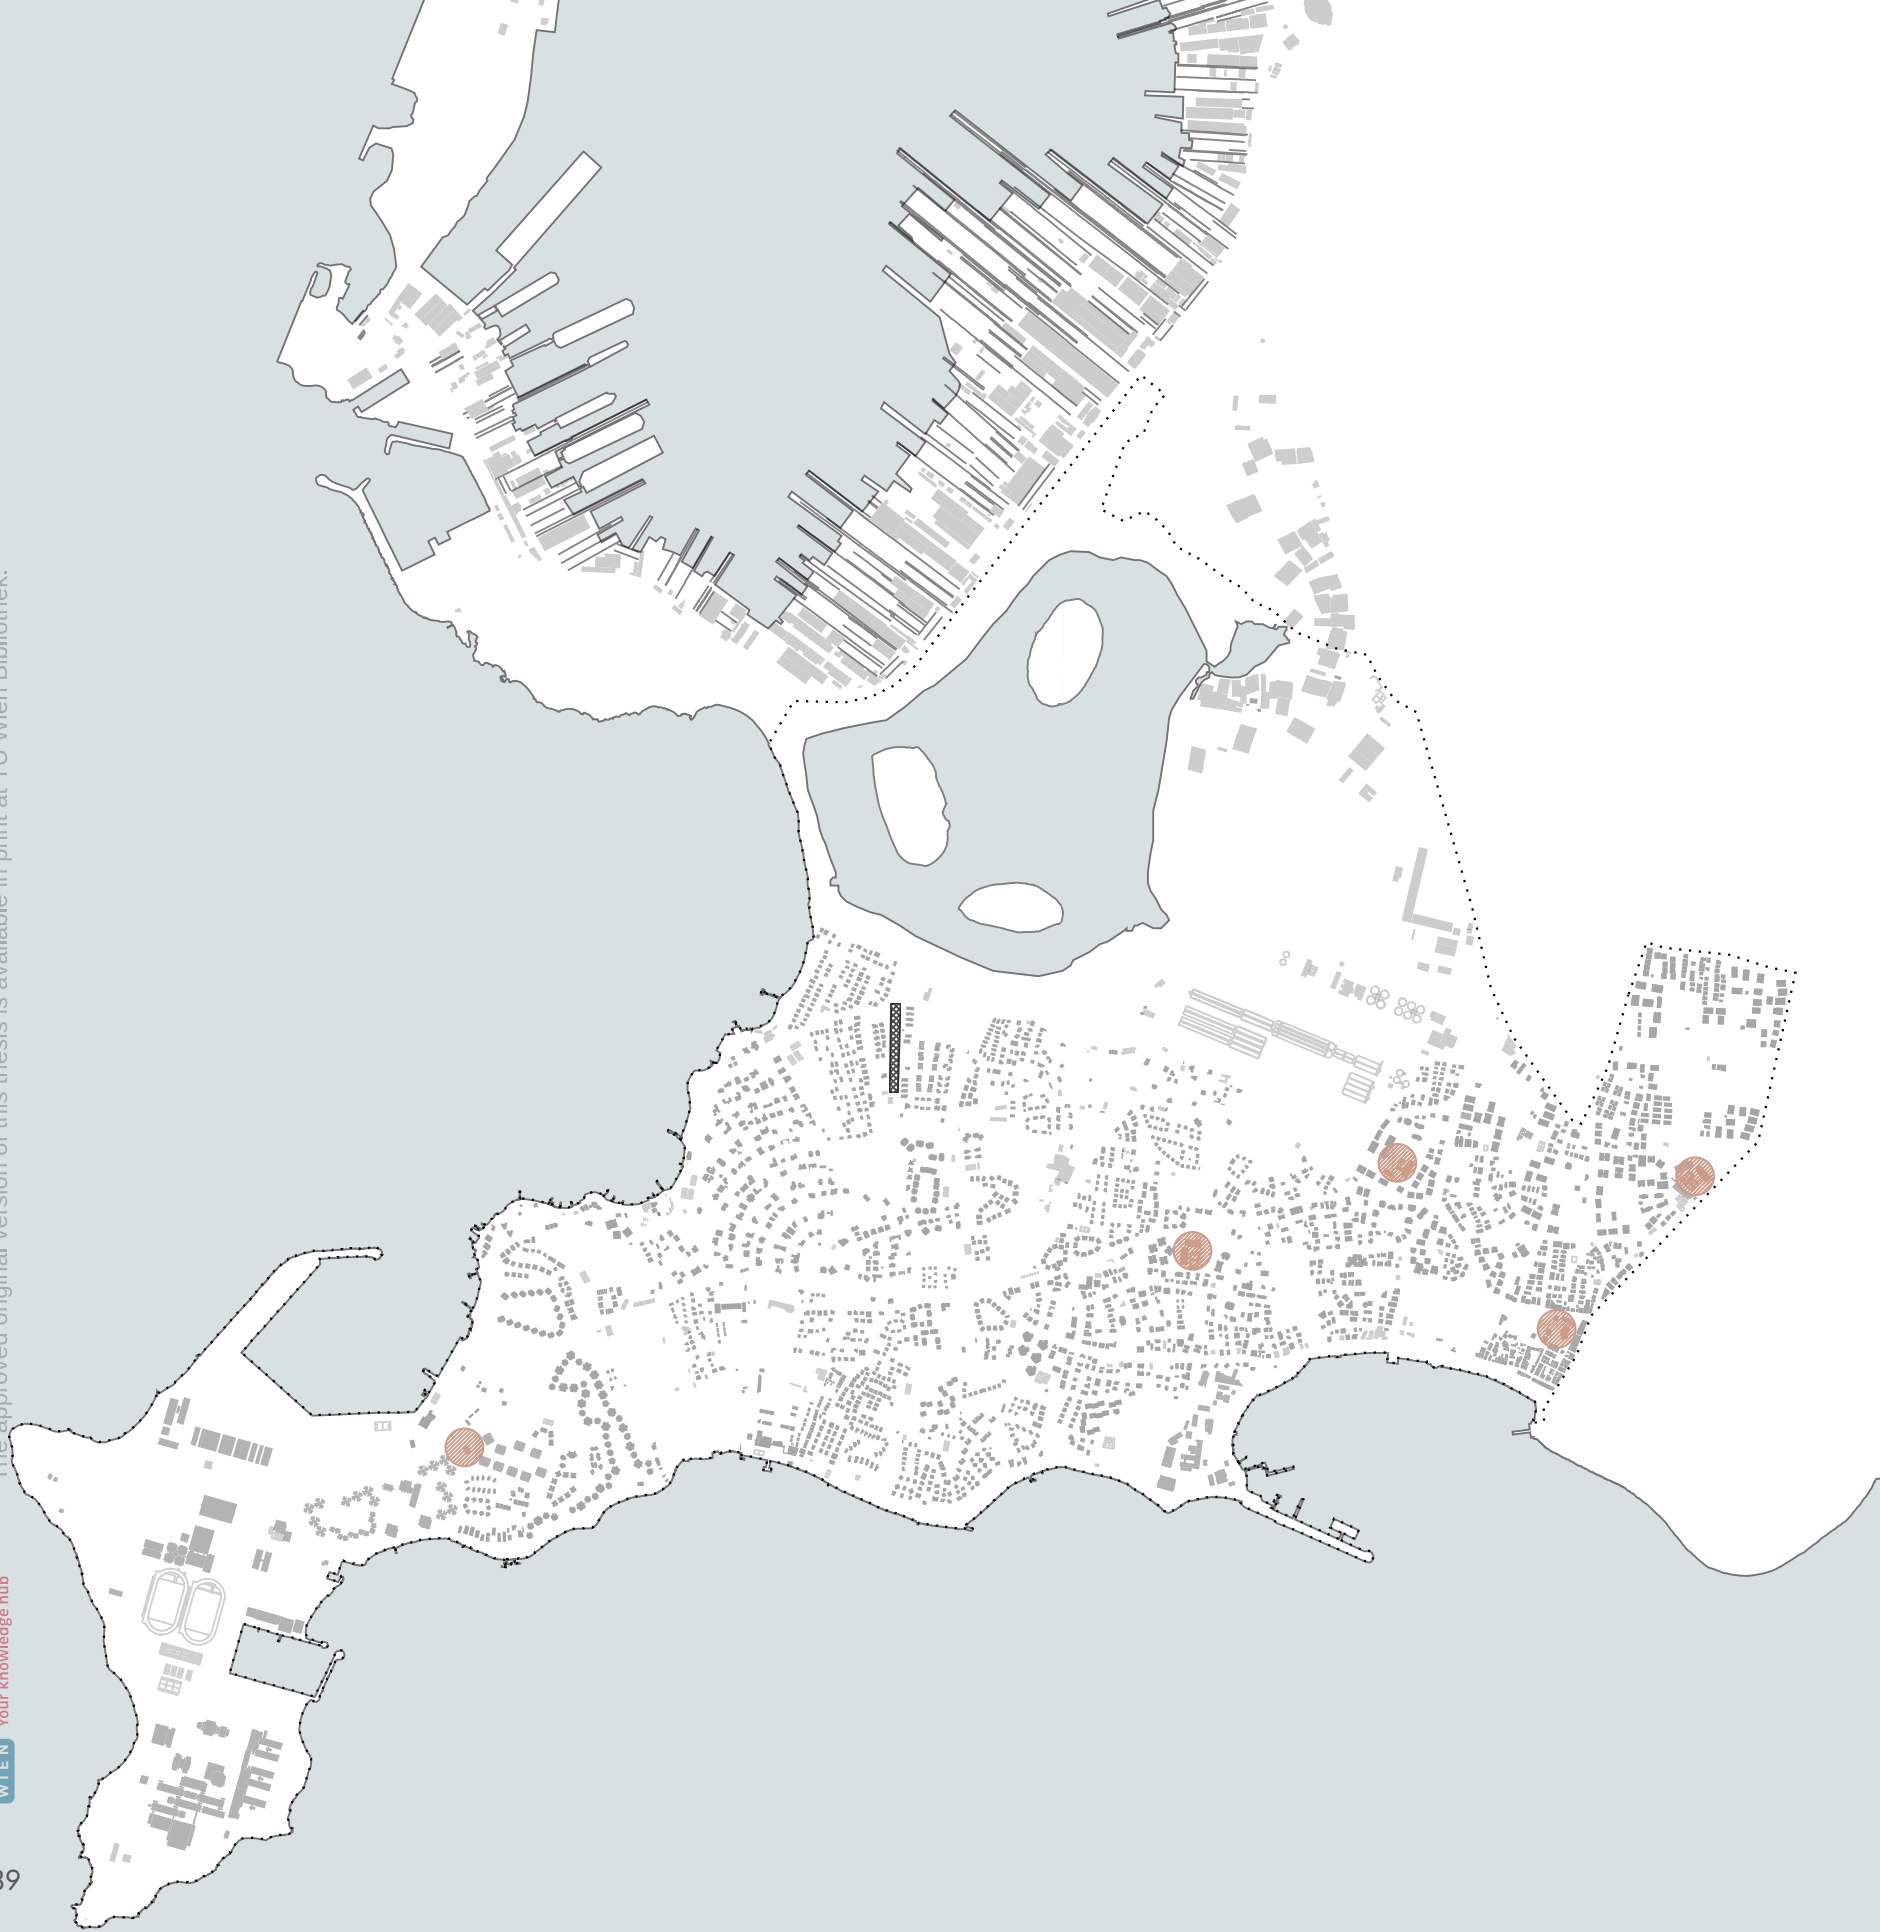 The approved original version of this thesis is available in print at TU Wien Bibliothek.
Your knowledge hub
WIEN
39